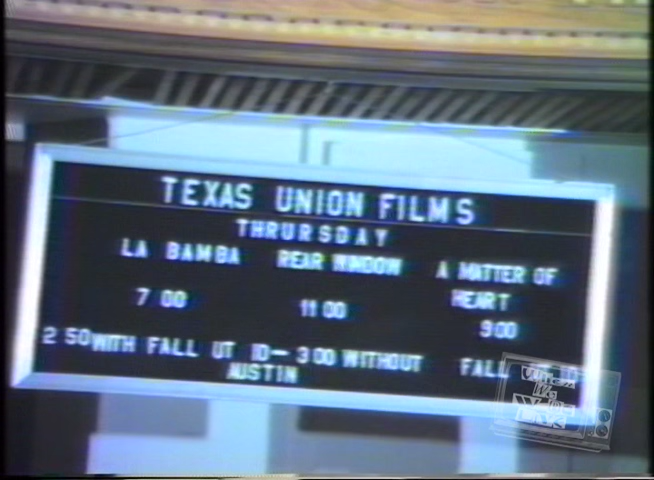 TEXAS UNION FILMS
THRURSDAY
LA BAMBA REAR WINDOW A MATTER OF
HEART
7 00 11 00 9 00
2 50 WITH FALL UT ID- 3 00 WITHOUT FALL
AUSTIN